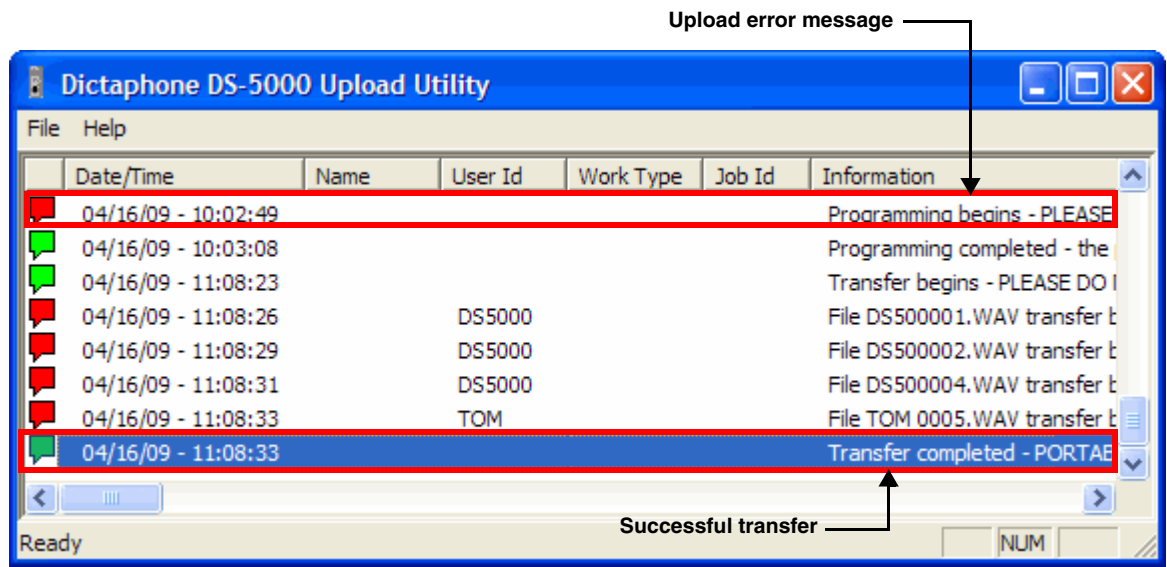 Upload error message
Dictaphone DS-5000 Upload Utility
File Help
Date/Time Name User Id Work Type Job Id Information
04/16/09 - 10:02:49 Programming begins - PLEASE
04/16/09 - 10:03:08 Programming completed - the
04/16/09 - 11:08:23 Transfer begins - PLEASE DO
04/16/09 - 11:08:26 DS5000 File DS500001.WAV transfer
04/16/09 - 11:08:29 DS5000 File DS500002.WAV transfer
04/16/09 - 11:08:31 DS5000 File DS500004.WAV transfer
04/16/09 - 11:08:33 TOM File TOM 0005.WAV transfer
04/16/09 - 11:08:33 Transfer completed - PORTAB
Successful transfer
Ready NUM